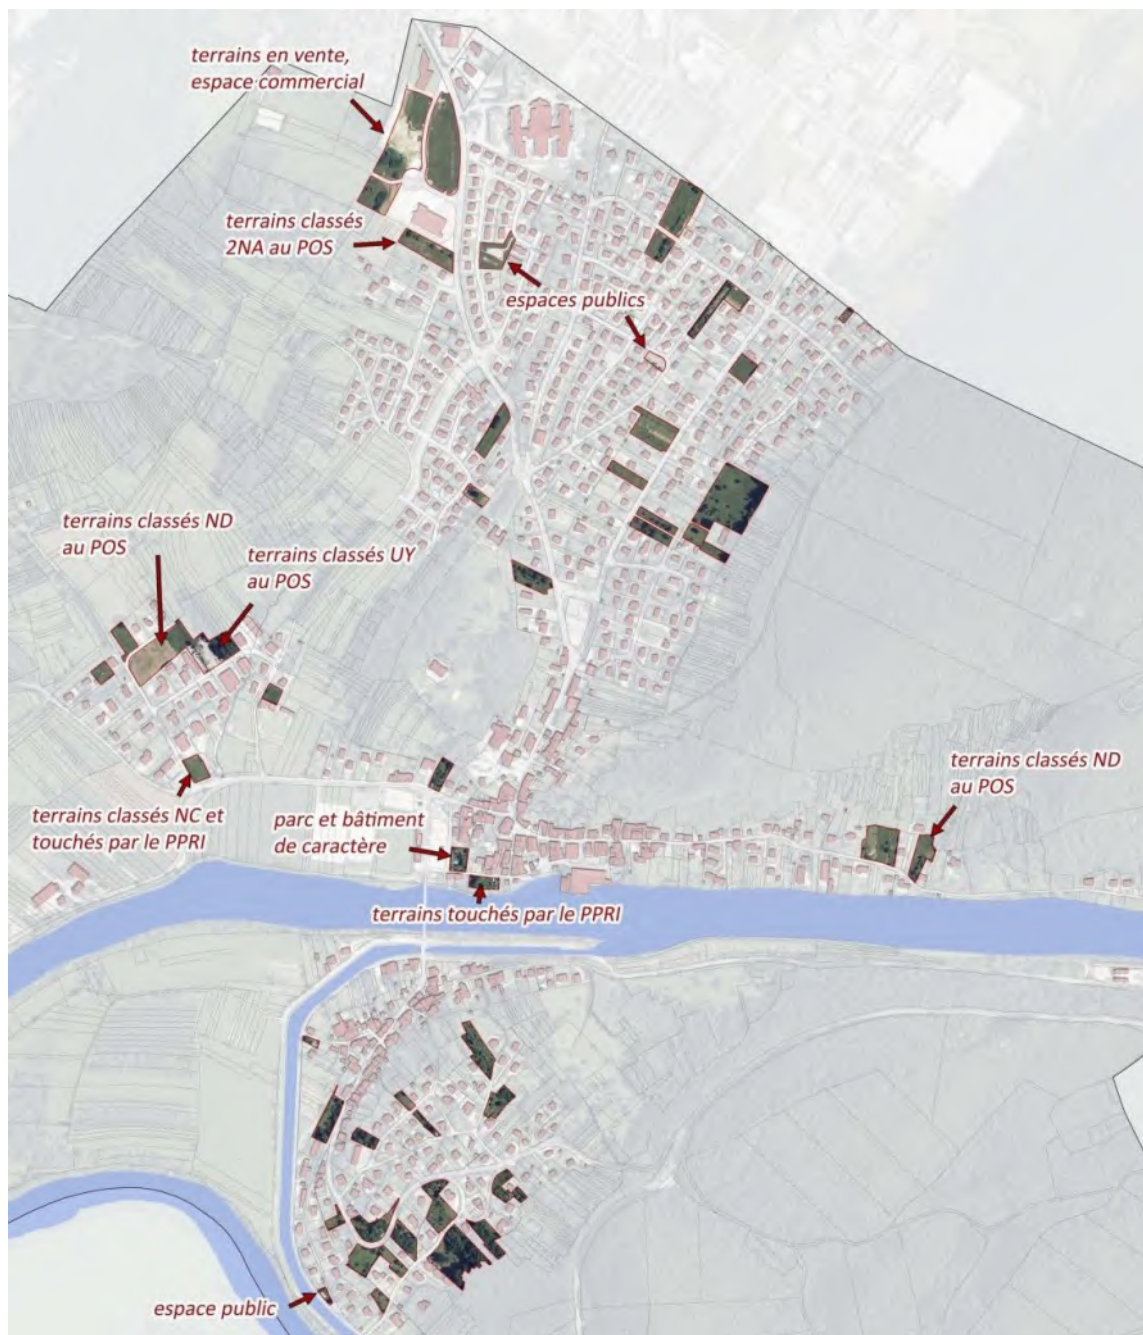 terrains en vente,
espace commercial
terrains classés
2NA au POS
espaces publics
terrains classés ND
au POS
terrains classés UY
au POS
terrains classés ND
au POS
terrains classés NC et
touchés par le PPRI
parc et bâtiment
de caractère
terrains touchés par le PPRI
espace public